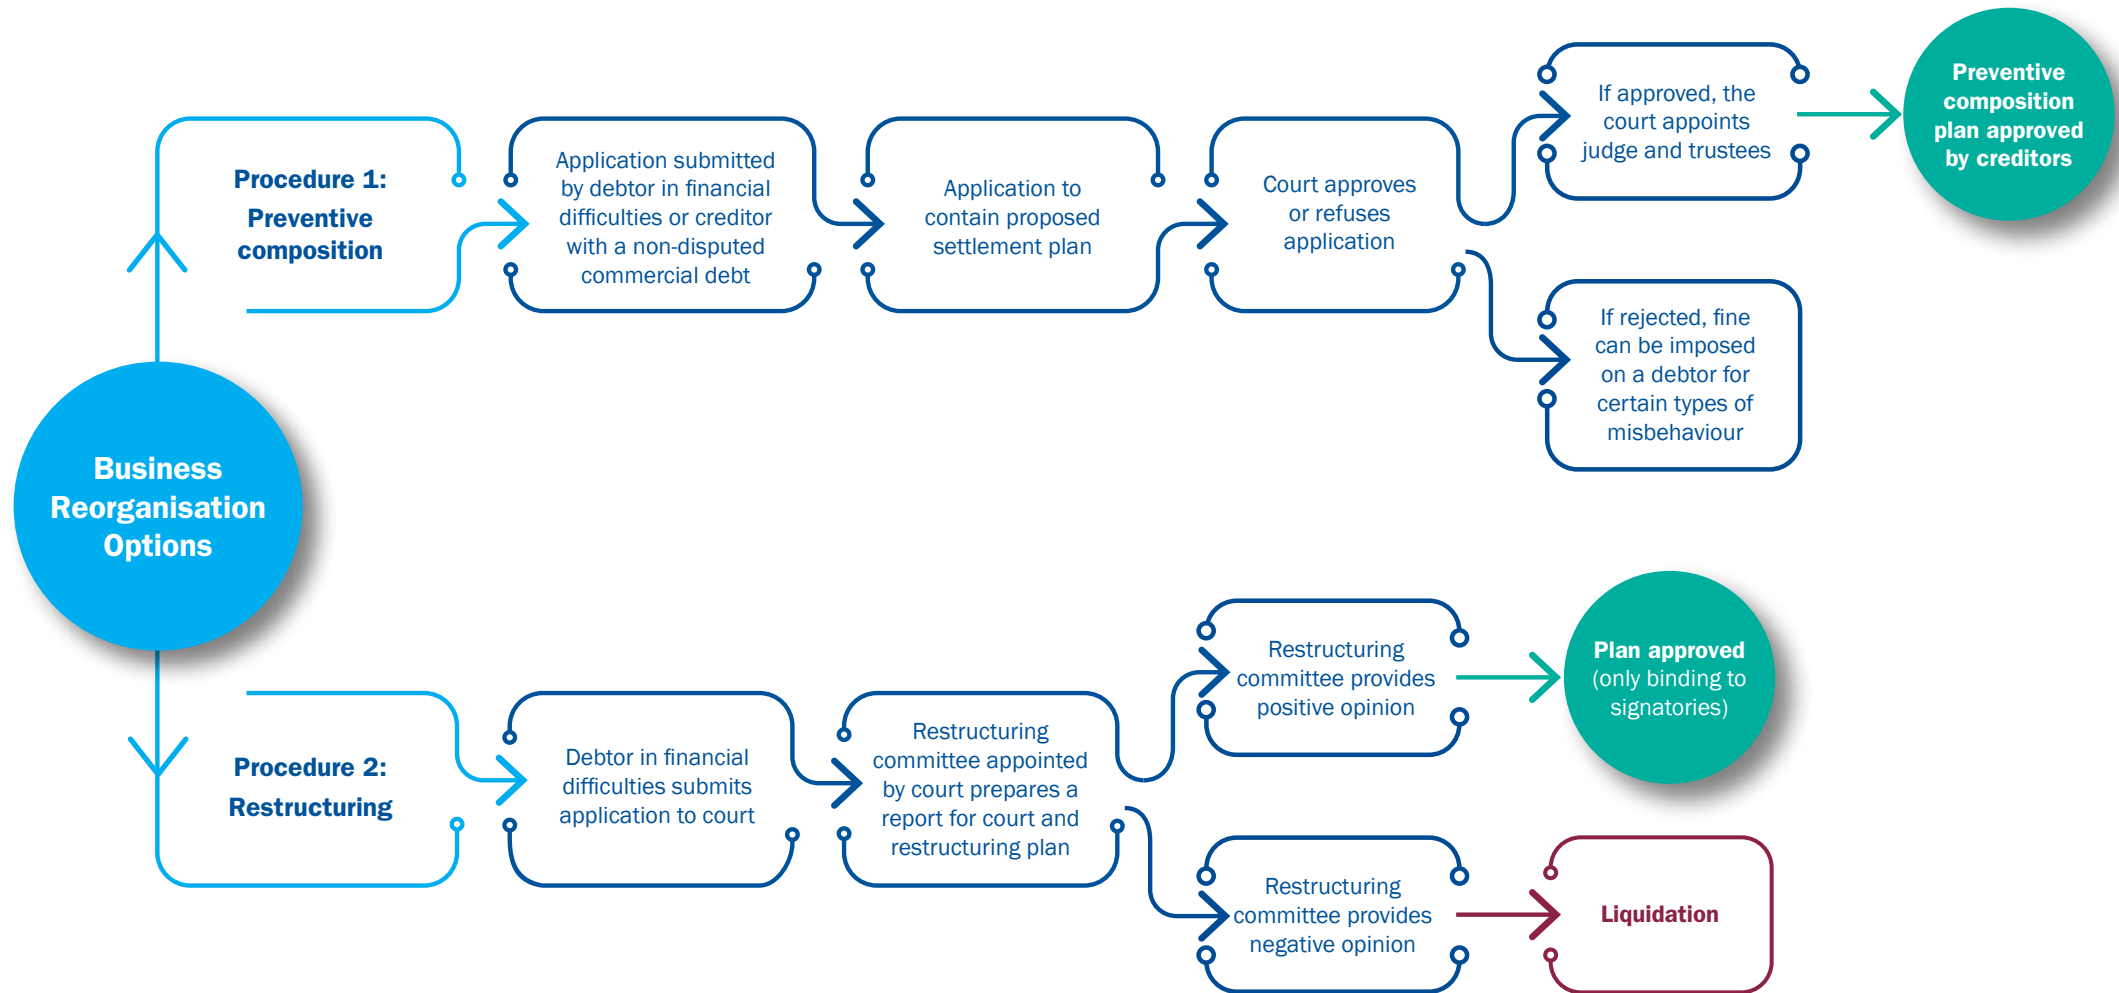 Business
Reorganisation
Options
Procedure 1:
Preventive
composition
Application submitted
by debtor in financial
difficulties or creditor
with a non-disputed
commercial debt
Application to
contain proposed
settlement plan
Court approves
or refuses
application
If approved, the
court appoints
judge and trustees
Preventive
composition
plan approved
by creditors
If rejected, fine
can be imposed
on a debtor for
certain types of
misbehaviour
Procedure 2:
Restructuring
Debtor in financial
difficulties submits
application to court
Restructuring
committee appointed
by court prepares a
report for court and
restructuring plan
Restructuring
committee provides
positive opinion
Plan approved
(only binding to
signatories)
Restructuring
committee provides
negative opinion
Liquidation